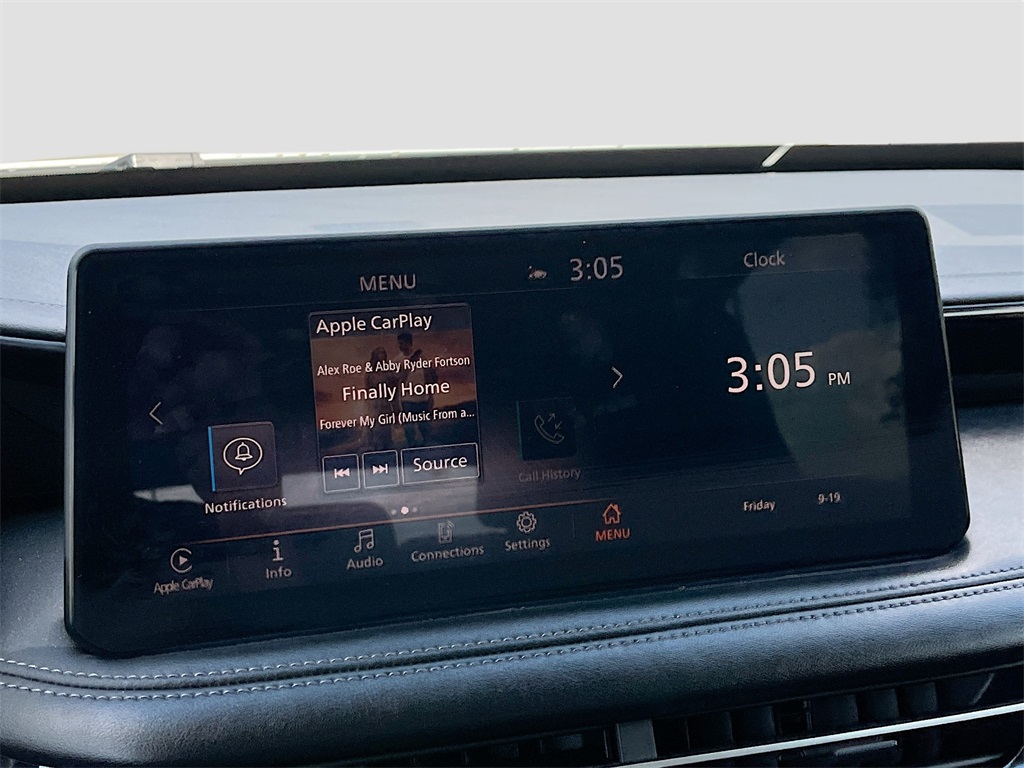 MENU
3:05
Clock
Apple CarPlay
Alex Roe & Abby Ryder Fortson
Finally Home
Forever My Girl (Music From a...
Source
Notifications
Call History
3:05 PM
Friday
9-19
Apple CarPlay
Info
Audio
Connections
Settings
MENU